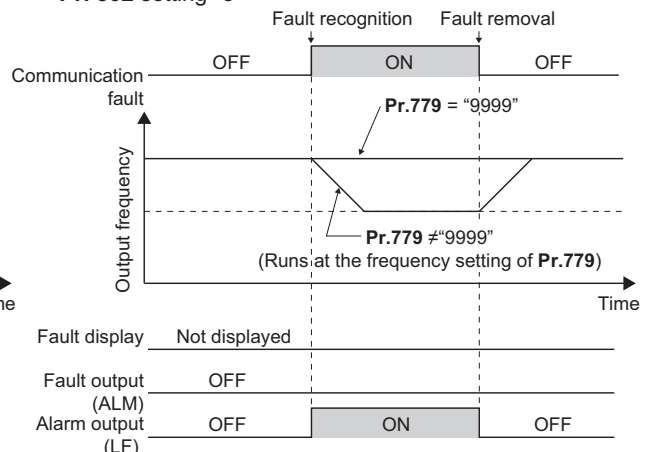 Fault recognition Fault removal
OFF ON OFF
Communication
fault
Pr.779 = “9999”
Output frequency
Pr.779 ≠“9999”
(Runs at the frequency setting of Pr.779)
Time
Fault display Not displayed
Fault output OFF
(ALM)
Alarm output OFF ON OFF
(LF)